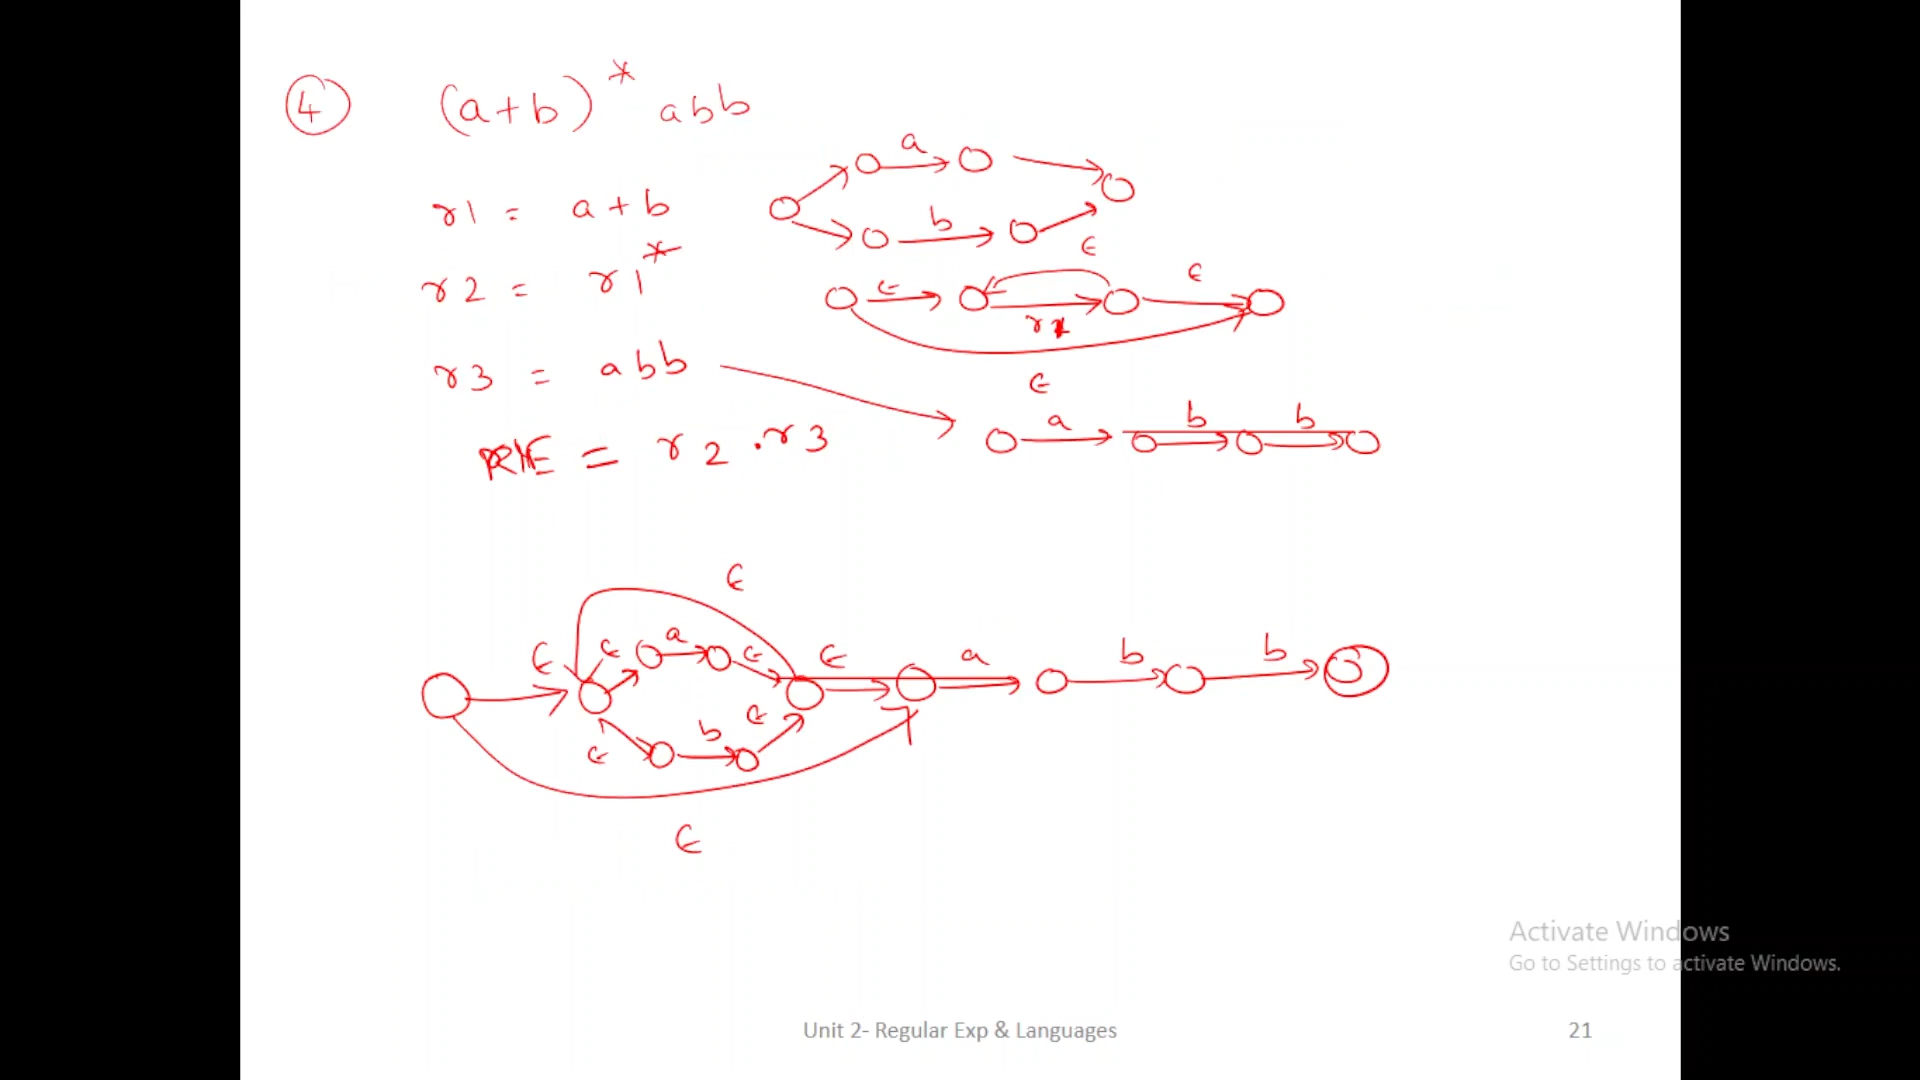 4 (a+b)* abb
r1 = a+b
a
b
r2 = r1*
ϵ ϵ ϵ
r1
ϵ
r3 = abb
a b b
= r2 . r3
ϵ
ϵ ϵ a ϵ ϵ a b b
ϵ b ϵ
ϵ
Activate Windows
Go to Settings to activate Windows.
Unit 2- Regular Exp & Languages 21